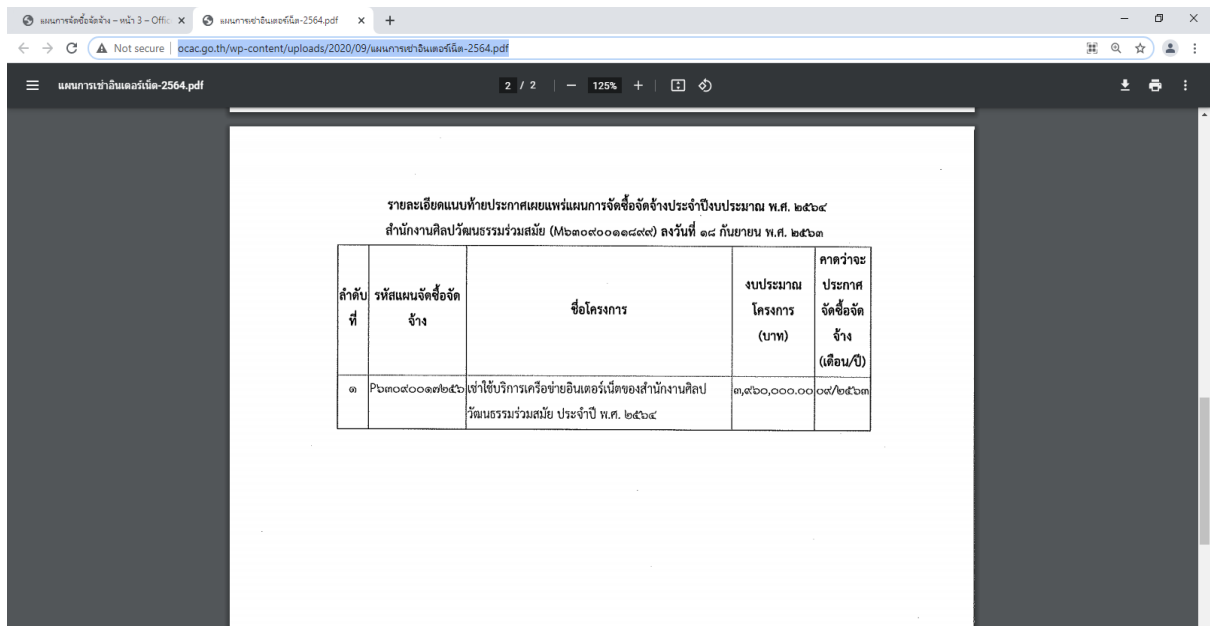 แผนการจัดซื้อจัดจ้าง – หน้า 3 – Offic
แผนการเช่าอินเตอร์เน็ต-2564.pdf
Not secure | ocac.go.th/wp-content/uploads/2020/09/แผนการเช่าอินเตอร์เน็ต-2564.pdf
แผนการเช่าอินเตอร์เน็ต-2564.pdf
2 / 2
125%
รายละเอียดแนบท้ายประกาศเผยแพร่แผนการจัดซื้อจัดจ้างประจำปีงบประมาณ พ.ศ. ๒๕๖๔
สำนักงานศิลปวัฒนธรรมร่วมสมัย (M๖๓๐๙๐๐๑๑๘๙๙) ลงวันที่ ๑๘ กันยายน พ.ศ. ๒๕๖๓
ลำดับ
ที่
รหัสแผนจัดซื้อจัด
จ้าง
ชื่อโครงการ
งบประมาณ
โครงการ
(บาท)
คาดว่าจะ
ประกาศ
จัดซื้อจัด
จ้าง
(เดือน/ปี)
๑
P๖๓๐๙๐๐๑๗๒๕๖
เช่าใช้บริการเครือข่ายอินเตอร์เน็ตของสำนักงานศิลป
วัฒนธรรมร่วมสมัย ประจำปี พ.ศ. ๒๕๖๔
๓,๙๖๐,๐๐๐.๐๐
๐๙/๒๕๖๓